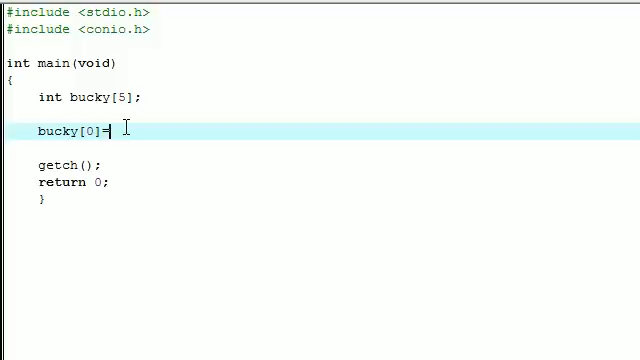 #include <stdio.h>
#include <conio.h>
int main(void)
{
int bucky[5];
bucky[0]=
getch();
return 0;
}